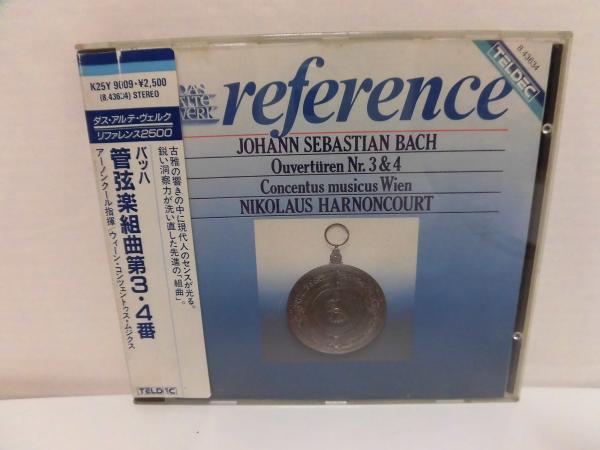 K25Y 9009・¥2,500
(8.43634) STEREO
ダス・アルテ・ヴェルク
リファレンス2500
古雅の響きの中に現代人のセンスが光る。
鋭い洞察力が洗い直した先進の「組曲」。
バッハ
管弦楽組曲第3・4番
アーノンクール指揮/ウィーン・コンツェントゥス・ムジクス
TELDEC
DAS
ALTE
WERK
reference
TELDEC
8.43634
JOHANN SEBASTIAN BACH
Ouvertüren Nr. 3 & 4
Concentus musicus Wien
NIKOLAUS HARNONCOURT